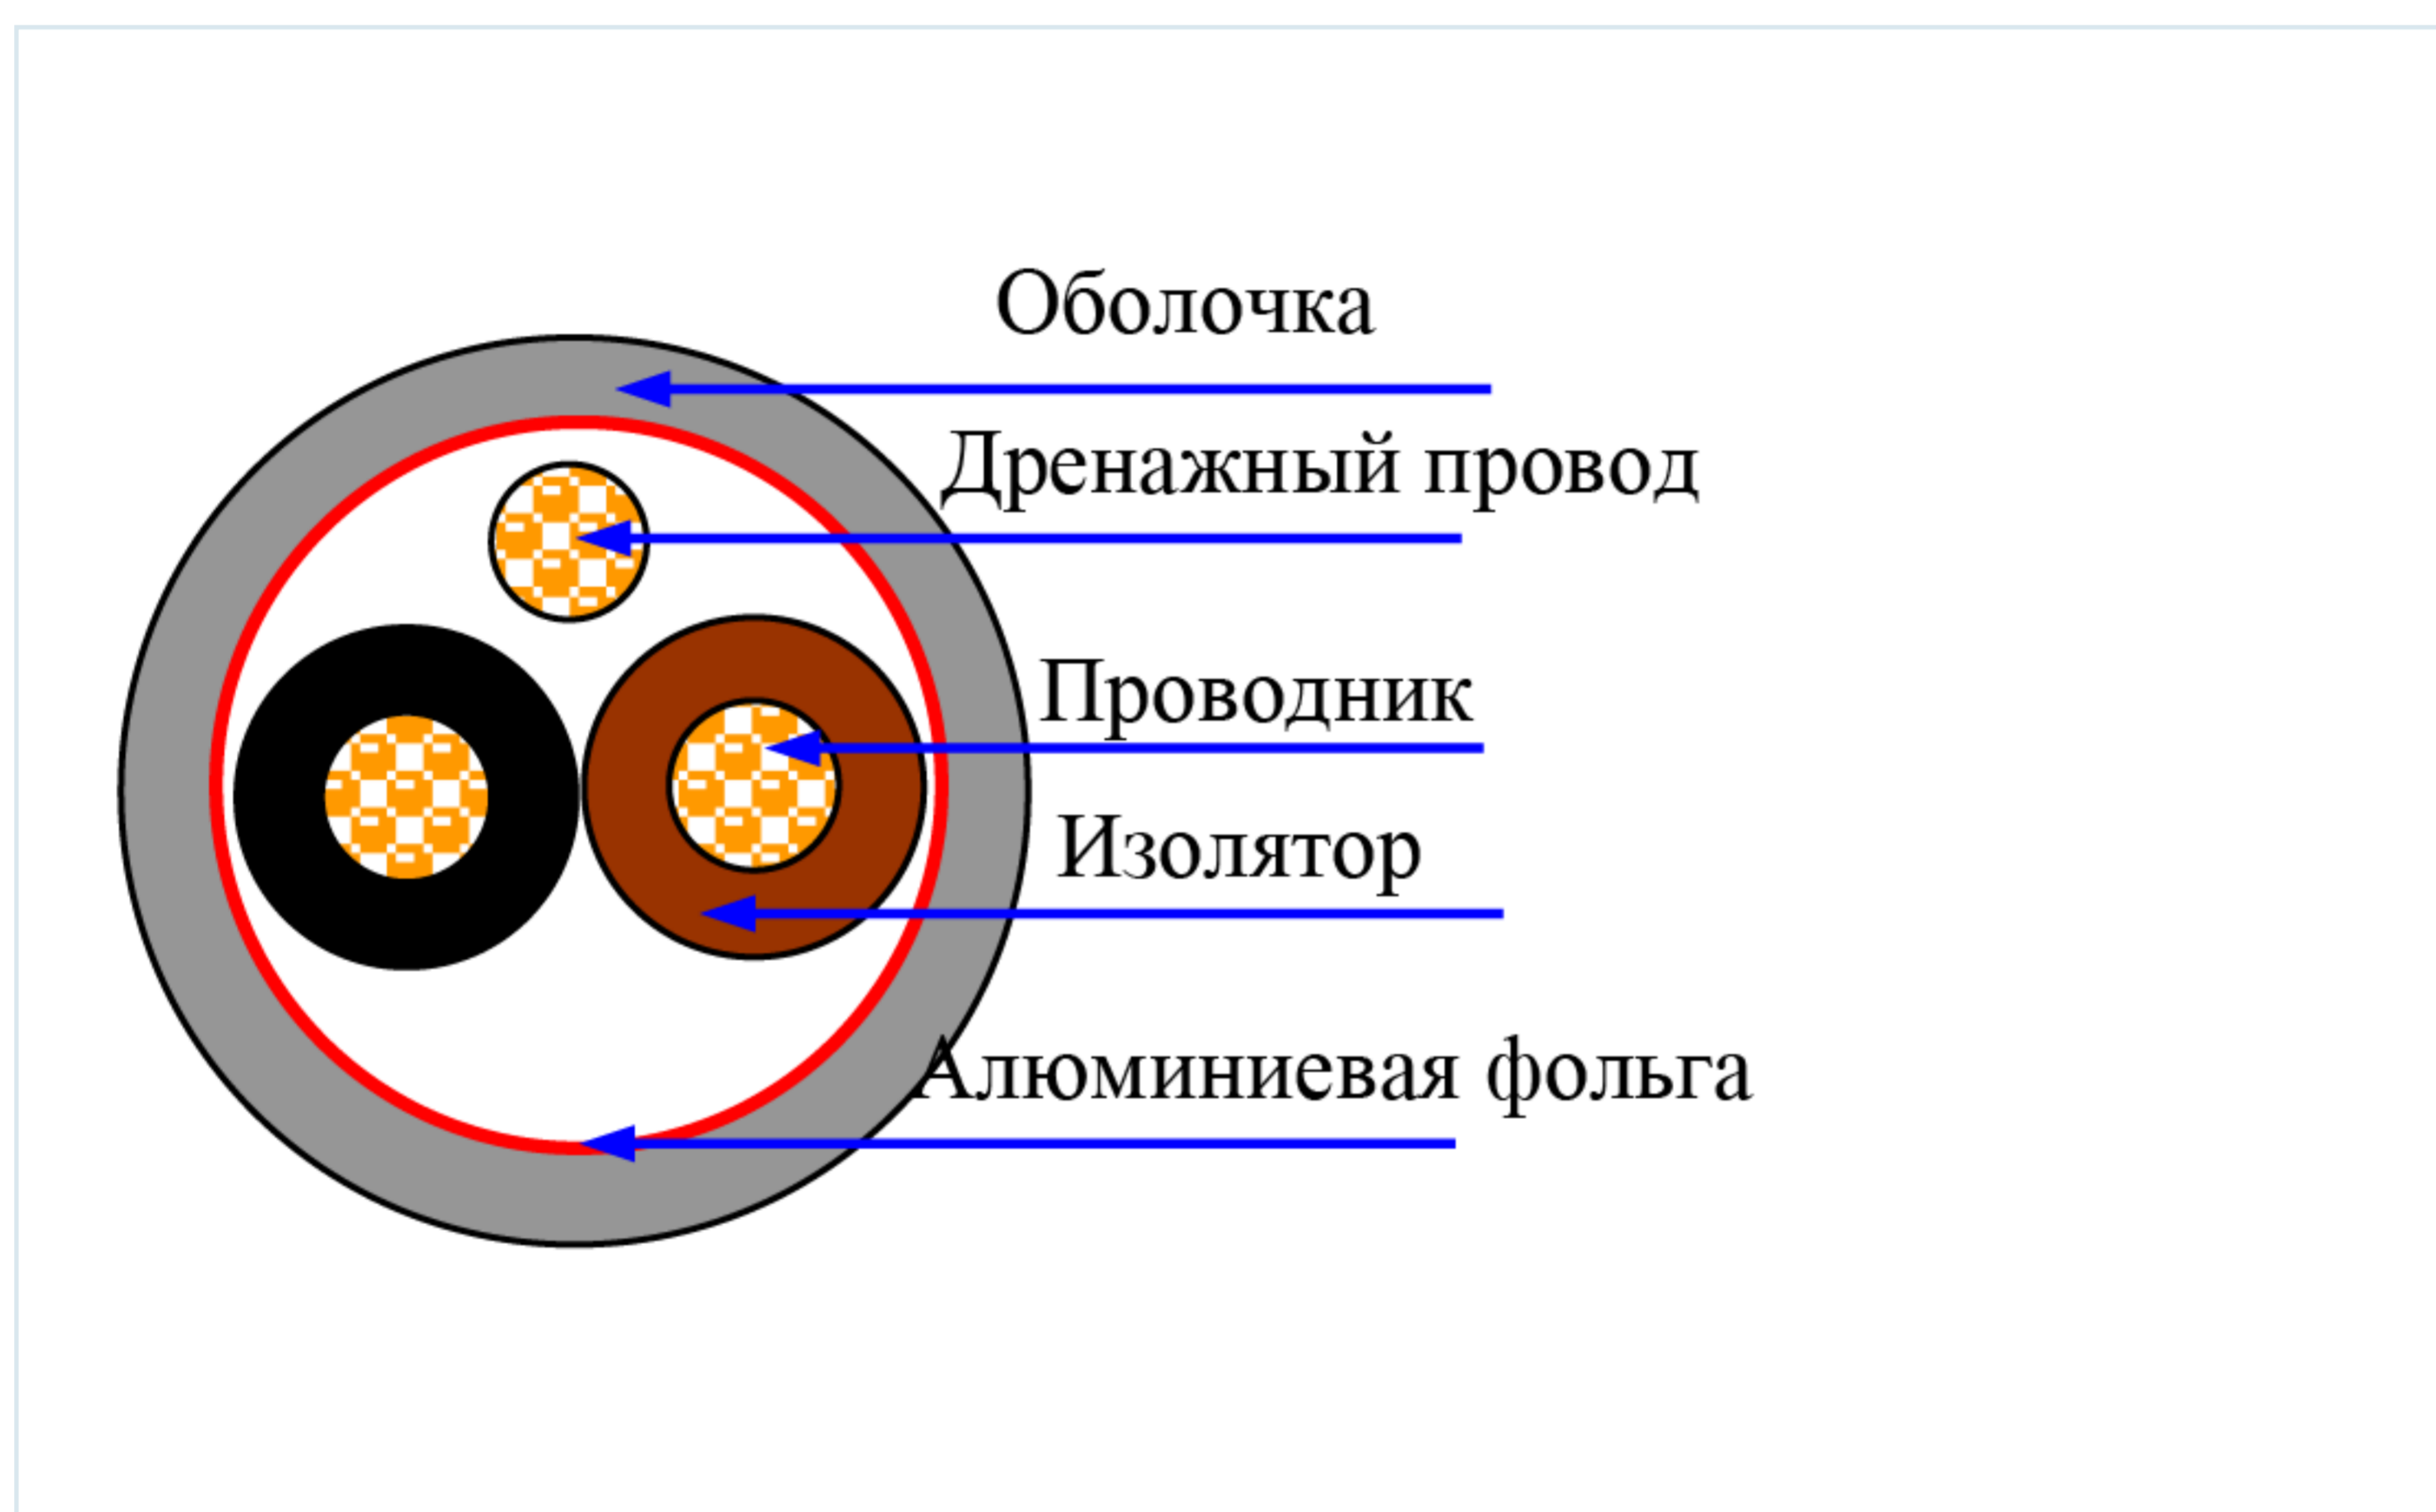 Оболочка
Дренажный провод
Проводник
Изолятор
Алюминиевая фольга